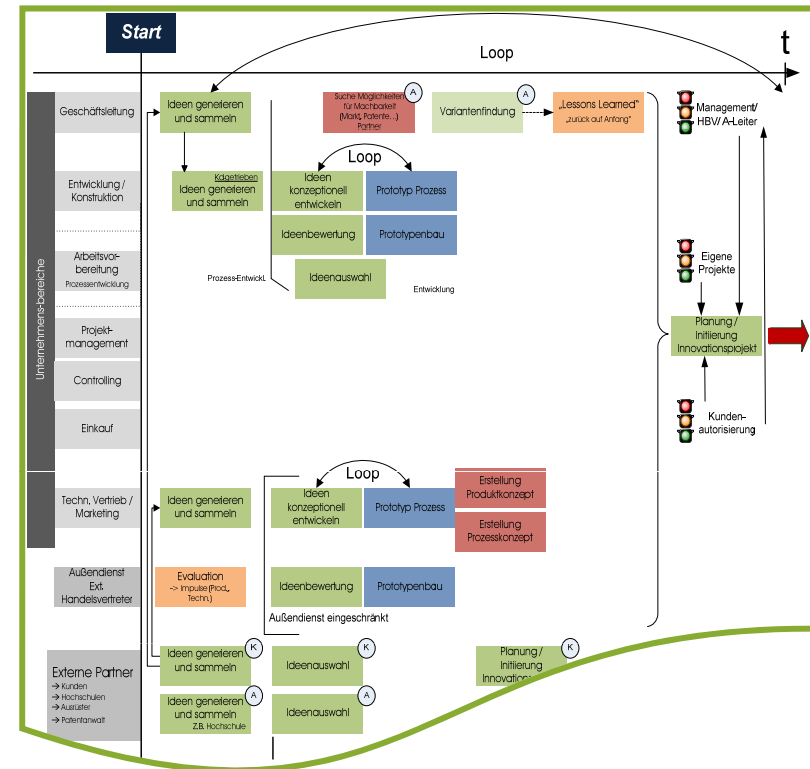 Start
Loop
t
Unternehmens-bereiche
Geschäftsleitung
Ideen generieren
und sammeln
Suche Möglichkeiten
für Machbarkeit
(Markt, Patente...)
Partner
A
Variantenfindung
A
„Lessons Learned"
„zurück auf Anfang"
Management/
HBV/ A-Leiter
Entwicklung /
Konstruktion
Kdgetrieben
Ideen generieren
und sammeln
Loop
Ideen
konzeptionell
entwickeln
Prototyp Prozess
Ideenbewertung
Prototypenbau
Arbeitsvor-
bereitung
Prozessentwicklung
Prozess-Entwickl.
Ideenauswahl
Entwicklung
Eigene
Projekte
Projekt-
management
Planung /
Initiierung
Innovationsprojekt
Controlling
Einkauf
Kunden-
autorisierung
Techn, Vertrieb /
Marketing
Ideen generieren
und sammeln
Loop
Ideen
konzeptionell
entwickeln
Prototyp Prozess
Erstellung
Produktkonzept
Erstellung
Prozesskonzept
Außendienst
Ext.
Handelsvertreter
Evaluation
-> Impulse (Prod.,
Techn.)
Ideenbewertung
Prototypenbau
Außendienst eingeschränkt
Externe Partner
→ Kunden
→ Hochschulen
→ Ausrüster
→ Patentanwalt
Ideen generieren
und sammeln
K
Ideenauswahl
K
Planung /
Initiierung
K
Ideen generieren
und sammeln
Z.B. Hochschule
A
Ideenauswahl
A